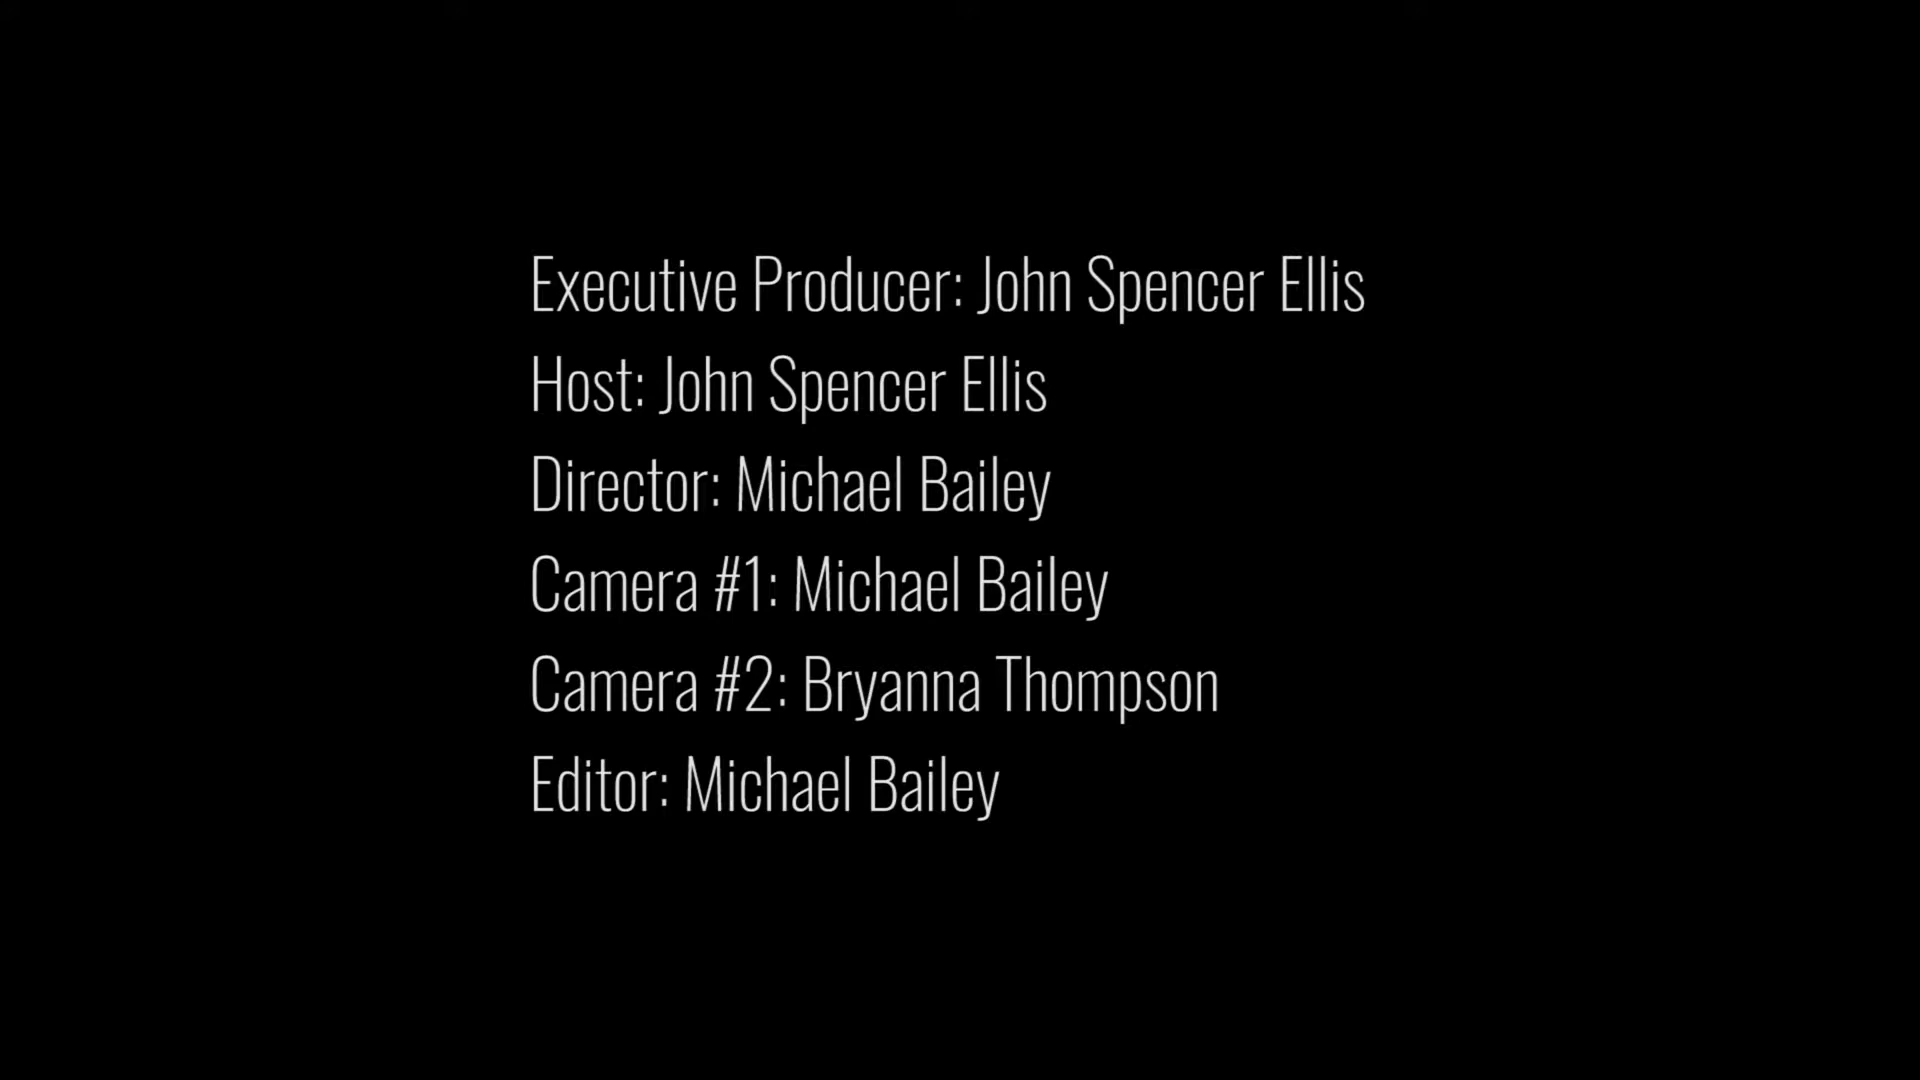 Executive Producer: John Spencer Ellis
Host: John Spencer Ellis
Director: Michael Bailey
Camera #1: Michael Bailey
Camera #2: Bryanna Thompson
Editor: Michael Bailey